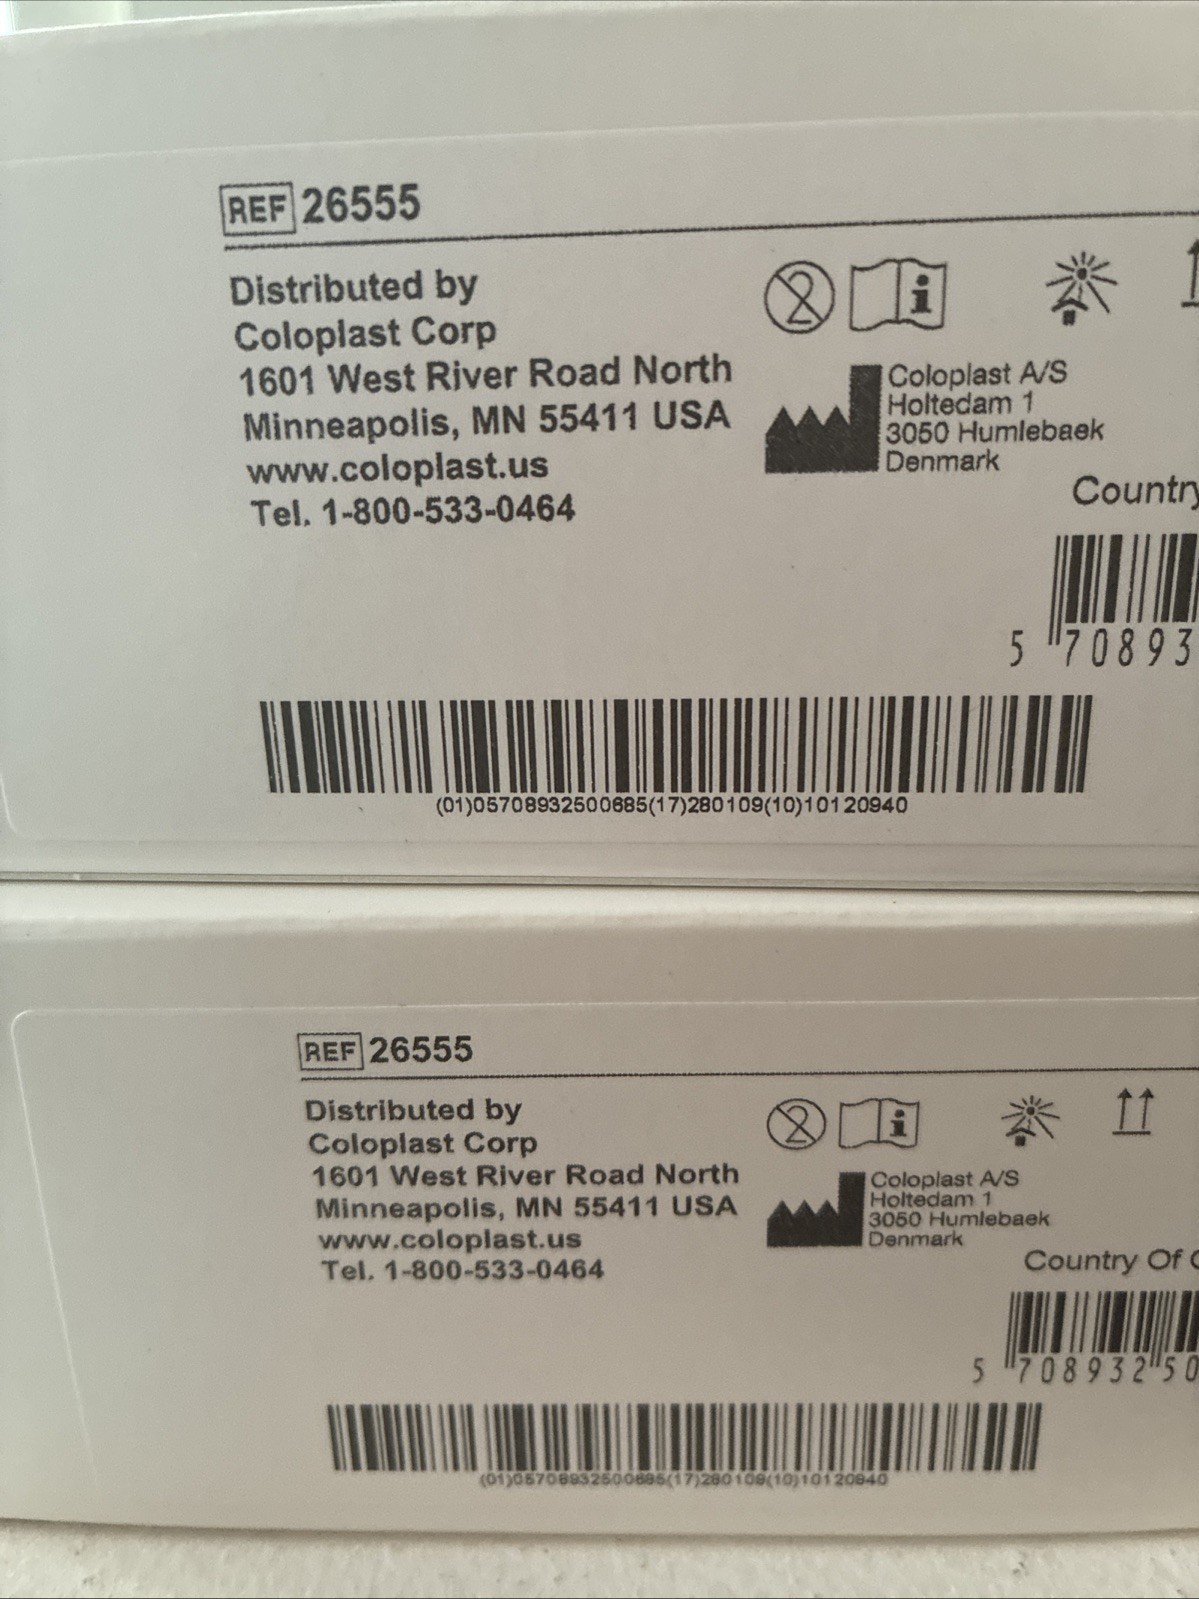 REF 26555
Distributed by
Coloplast Corp
1601 West River Road North
Minneapolis, MN 55411 USA
www.coloplast.us
Tel. 1-800-533-0464
2
i
Coloplast A/S
Holtedam 1
3050 Humlebaek
Denmark
Country
5 70893
(01)05708932500685(17)280109(10)10120940
REF 26555
Distributed by
Coloplast Corp
1601 West River Road North
Minneapolis, MN 55411 USA
www.coloplast.us
Tel. 1-800-533-0464
2
i
Coloplast A/S
Holtedam 1
3050 Humlebaek
Denmark
Country Of
5 708932 50
(01)05708932500685(17)280109(10)10120940